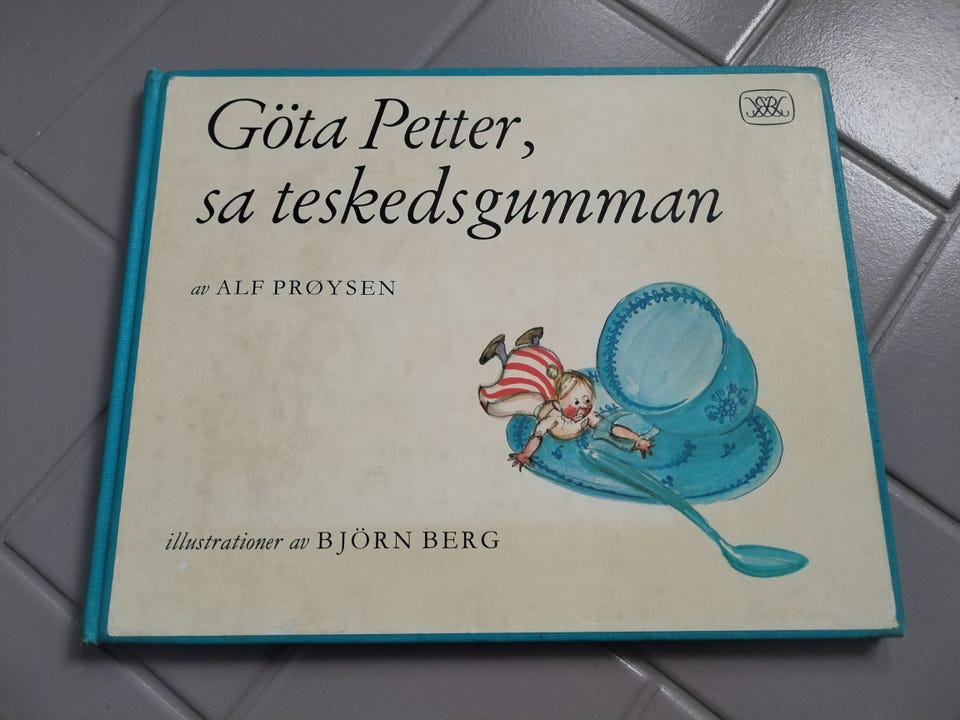 Göta Petter,
sa teskedsgumman
av ALF PRØYSEN
illustrationer av BJÖRN BERG